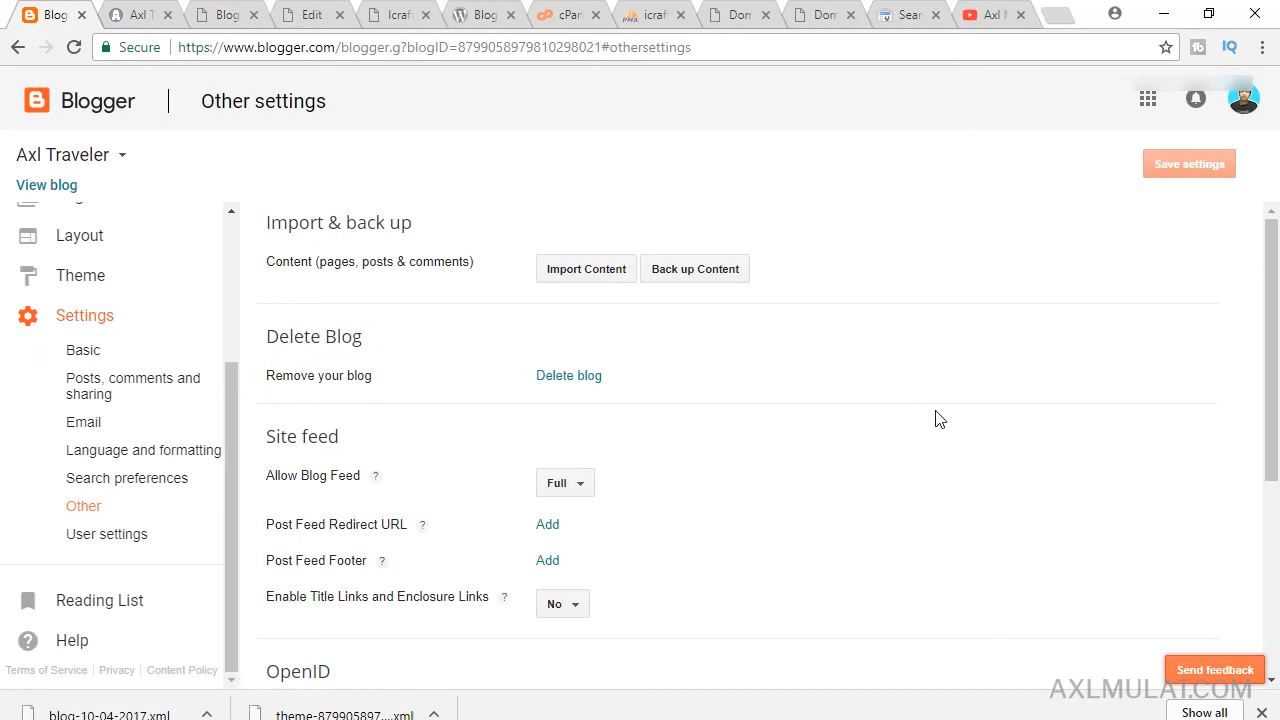 Blog
Axl T
Blog
Edit
Icraf
Blog
cPan
icraf
Dom
Dom
Sear
Axl M
Secure
https://www.blogger.com/blogger.g?blogID=8799058979810298021#othersettings
Blogger
Other settings
Axl Traveler
Save settings
View blog
Layout
Theme
Settings
Basic
Posts, comments and
sharing
Email
Language and formatting
Search preferences
Other
User settings
Reading List
Help
Terms of Service
Privacy
Content Policy
Import & back up
Content (pages, posts & comments)
Import Content
Back up Content
Delete Blog
Remove your blog
Delete blog
Site feed
Allow Blog Feed ?
Full
Post Feed Redirect URL ?
Add
Post Feed Footer ?
Add
Enable Title Links and Enclosure Links ?
No
OpenID
Send feedback
AXLMULAT.COM
blog-10-04-2017.xml
theme-879905897....xml
Show all